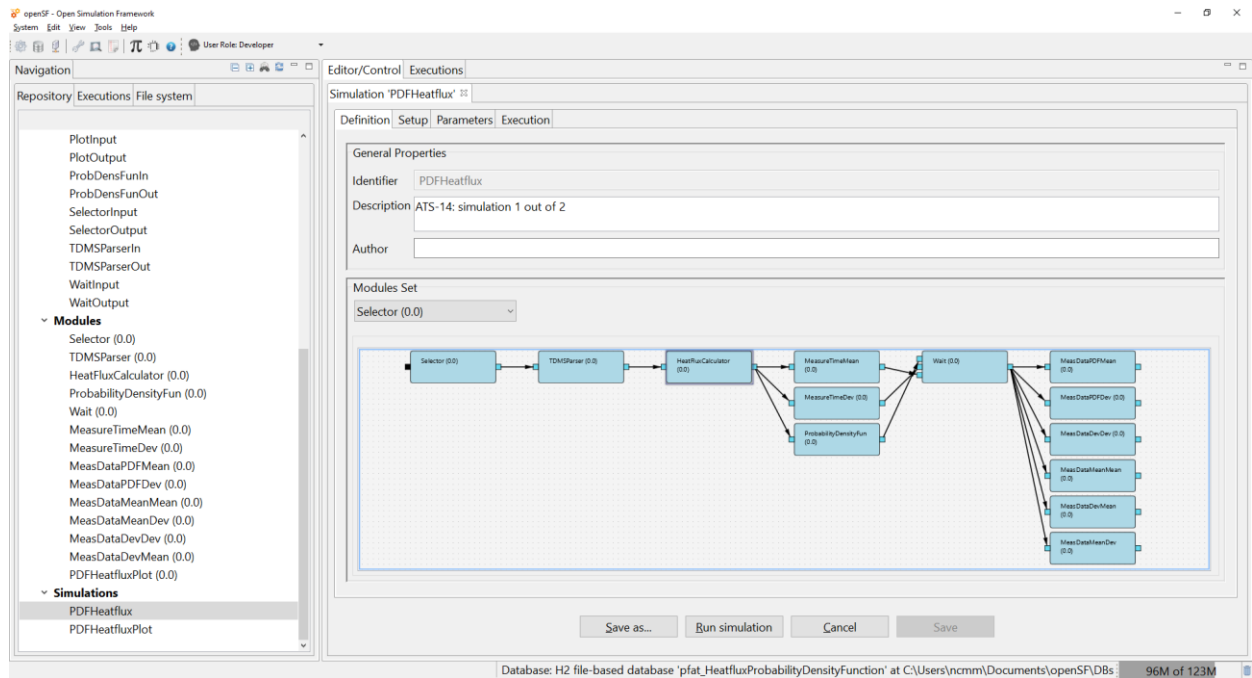 openSF - Open Simulation Framework
System Edit View Tools Help
User Role: Developer
Navigation
Repository Executions File system
PlotInput
PlotOutput
ProbDensFunIn
ProbDensFunOut
SelectorInput
SelectorOutput
TDMSParserIn
TDMSParserOut
WaitInput
WaitOutput
Modules
Selector (0.0)
TDMSParser (0.0)
HeatFluxCalculator (0.0)
ProbabilityDensityFun (0.0)
Wait (0.0)
MeasureTimeMean (0.0)
MeasureTimeDev (0.0)
MeasDataPDFMean (0.0)
MeasDataPDFDev (0.0)
MeasDataMeanMean (0.0)
MeasDataMeanDev (0.0)
MeasDataDevDev (0.0)
MeasDataDevMean (0.0)
PDFHeatfluxPlot (0.0)
Simulations
PDFHeatflux
PDFHeatfluxPlot
Editor/Control Executions
Simulation 'PDFHeatflux'
Definition Setup Parameters Execution
General Properties
Identifier PDFHeatflux
Description ATS-14: simulation 1 out of 2
Author
Modules Set
Selector (0.0)
Selector (0.0)
TDMSParser (0.0)
HeatFluxCalculator
(0.0)
MeasureTimeMean
(0.0)
MeasureTimeDev (0.0)
ProbabilityDensityFun
(0.0)
Wait (0.0)
MeasDataPDFMean
(0.0)
MeasDataPDFDev (0.0)
MeasDataDevDev (0.0)
MeasDataMeanMean
(0.0)
MeasDataDevMean
(0.0)
MeasDataMeanDev
(0.0)
Save as... Run simulation Cancel Save
Database: H2 file-based database 'pfat_HeatfluxProbabilityDensityFunction' at C:\Users\ncmm\Documents\openSF\DBs
96M of 123M